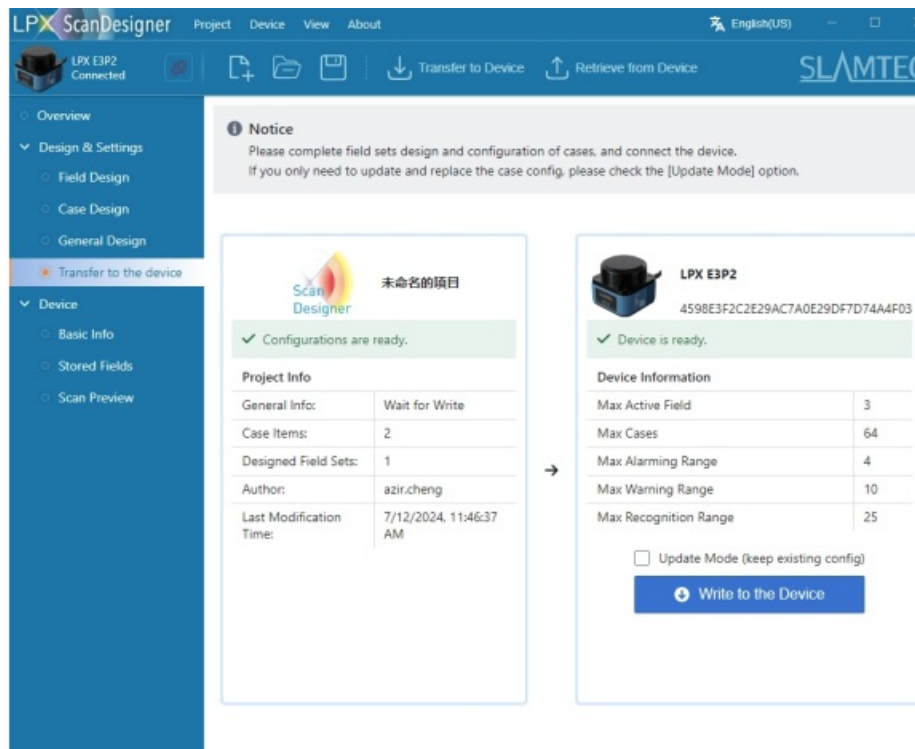 LPX ScanDesigner Project Device View About English(US)
LPX E3P2
Connected
Transfer to Device Retrieve from Device SLAMTEC
Overview
Design & Settings
Field Design
Case Design
General Design
Transfer to the device
Device
Basic Info
Stored Fields
Scan Preview
Notice
Please complete field sets design and configuration of cases, and connect the device.
If you only need to update and replace the case config, please check the [Update Mode] option.
Scan
Designer
未命名的项目
Configurations are ready.
Project Info
General Info: Wait for Write
Case Items: 2
Designed Field Sets: 1
Author: azir.cheng
Last Modification Time: 7/12/2024, 11:46:37 AM
LPX E3P2
4598E3F2C2E29AC7A0E29DF7D74A4F03
Device is ready.
Device Information
Max Active Field 3
Max Cases 64
Max Alarming Range 4
Max Warning Range 10
Max Recognition Range 25
Update Mode (keep existing config)
Write to the Device